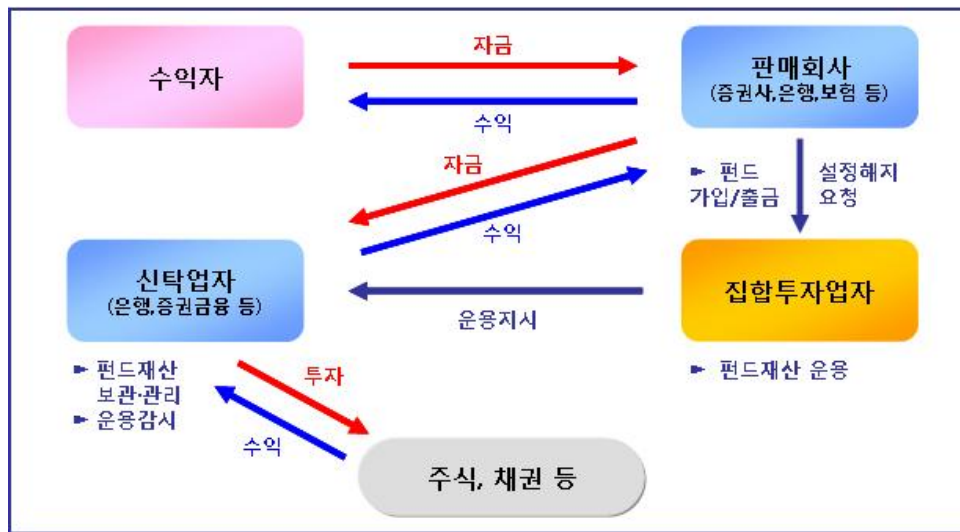 수익자
자금
수익
판매회사
(증권사,은행,보험 등)
자금
수익
► 펀드
가입/출금
설정해지
요청
신탁업자
(은행,증권금융 등)
운용지시
집합투자업자
► 펀드재산
보관·관리
► 운용감시
투자
수익
► 펀드재산 운용
주식, 채권 등